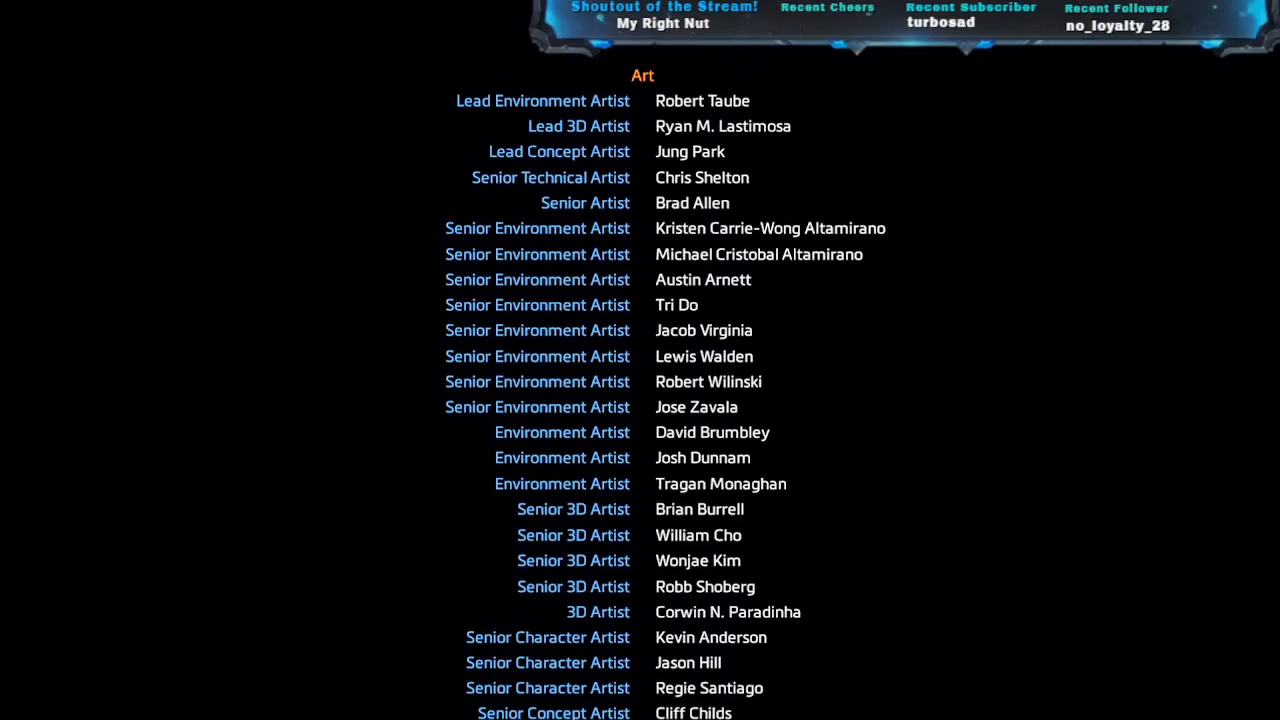 Shoutout of the Stream! Recent Cheers Recent Subscriber Recent Follower
My Right Nut turbosad no_loyalty_28
Art
Lead Environment Artist Robert Taube
Lead 3D Artist Ryan M. Lastimosa
Lead Concept Artist Jung Park
Senior Technical Artist Chris Shelton
Senior Artist Brad Allen
Senior Environment Artist Kristen Carrie-Wong Altamirano
Senior Environment Artist Michael Cristobal Altamirano
Senior Environment Artist Austin Arnett
Senior Environment Artist Tri Do
Senior Environment Artist Jacob Virginia
Senior Environment Artist Lewis Walden
Senior Environment Artist Robert Wilinski
Senior Environment Artist Jose Zavala
Environment Artist David Brumbley
Environment Artist Josh Dunnam
Environment Artist Tragan Monaghan
Senior 3D Artist Brian Burrell
Senior 3D Artist William Cho
Senior 3D Artist Wonjae Kim
Senior 3D Artist Robb Shoberg
3D Artist Corwin N. Paradinha
Senior Character Artist Kevin Anderson
Senior Character Artist Jason Hill
Senior Character Artist Regie Santiago
Senior Concept Artist Cliff Childs